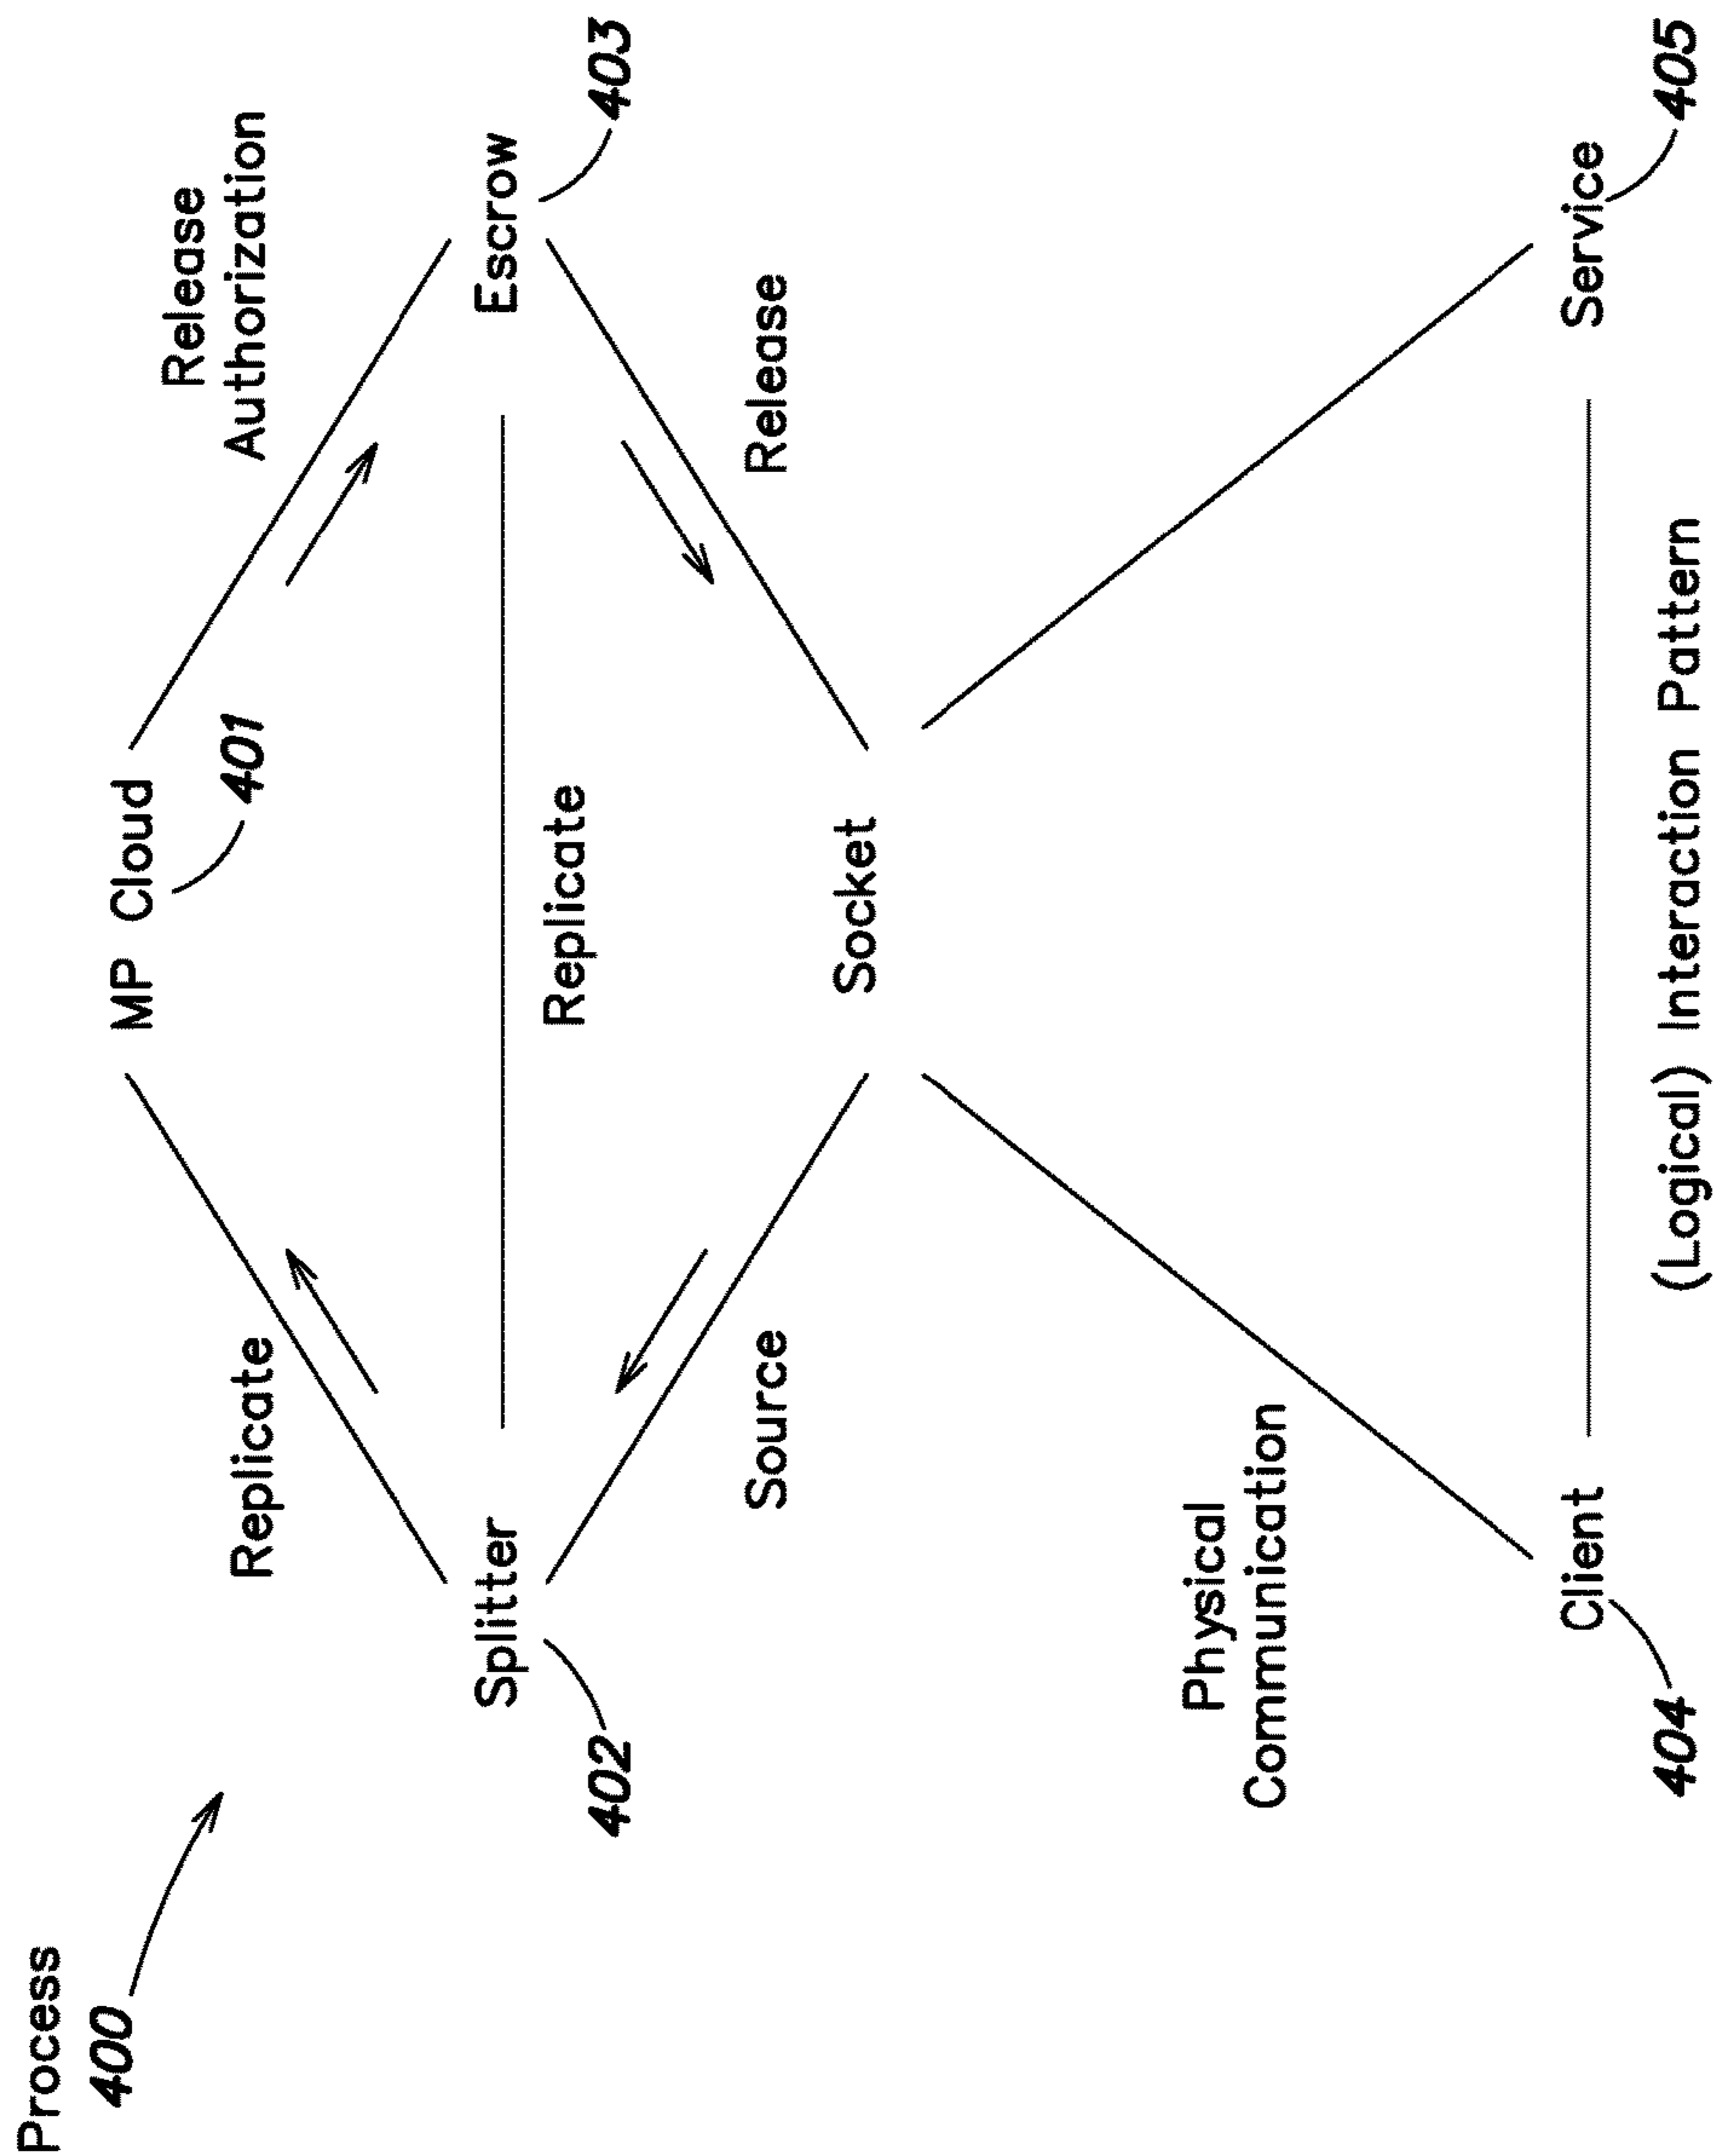 Process
400
MP Cloud
401
Replicate
Release
Authorization
Splitter
402
Replicate
Escrow
403
Source
Release
Socket
Physical
Communication
Client
404
Service
405
(Logical) Interaction Pattern